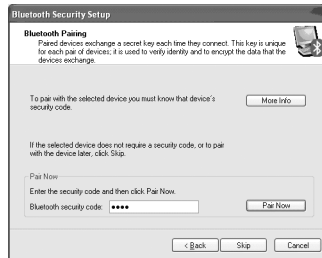 Bluetooth Security Setup
Bluetooth Pairing
Paired devices exchange a secret key each time they connect. This key is unique
for each pair of devices; it is used to verify identity and to encrypt the data that the
devices exchange.
To pair with the selected device you must know that device's
security code.
More Info
If the selected device does not require a security code, or to pair
with the device later, click Skip.
Pair Now
Enter the security code and then click Pair Now.
Bluetooth security code: ●●●●
Pair Now
< Back
Skip
Cancel